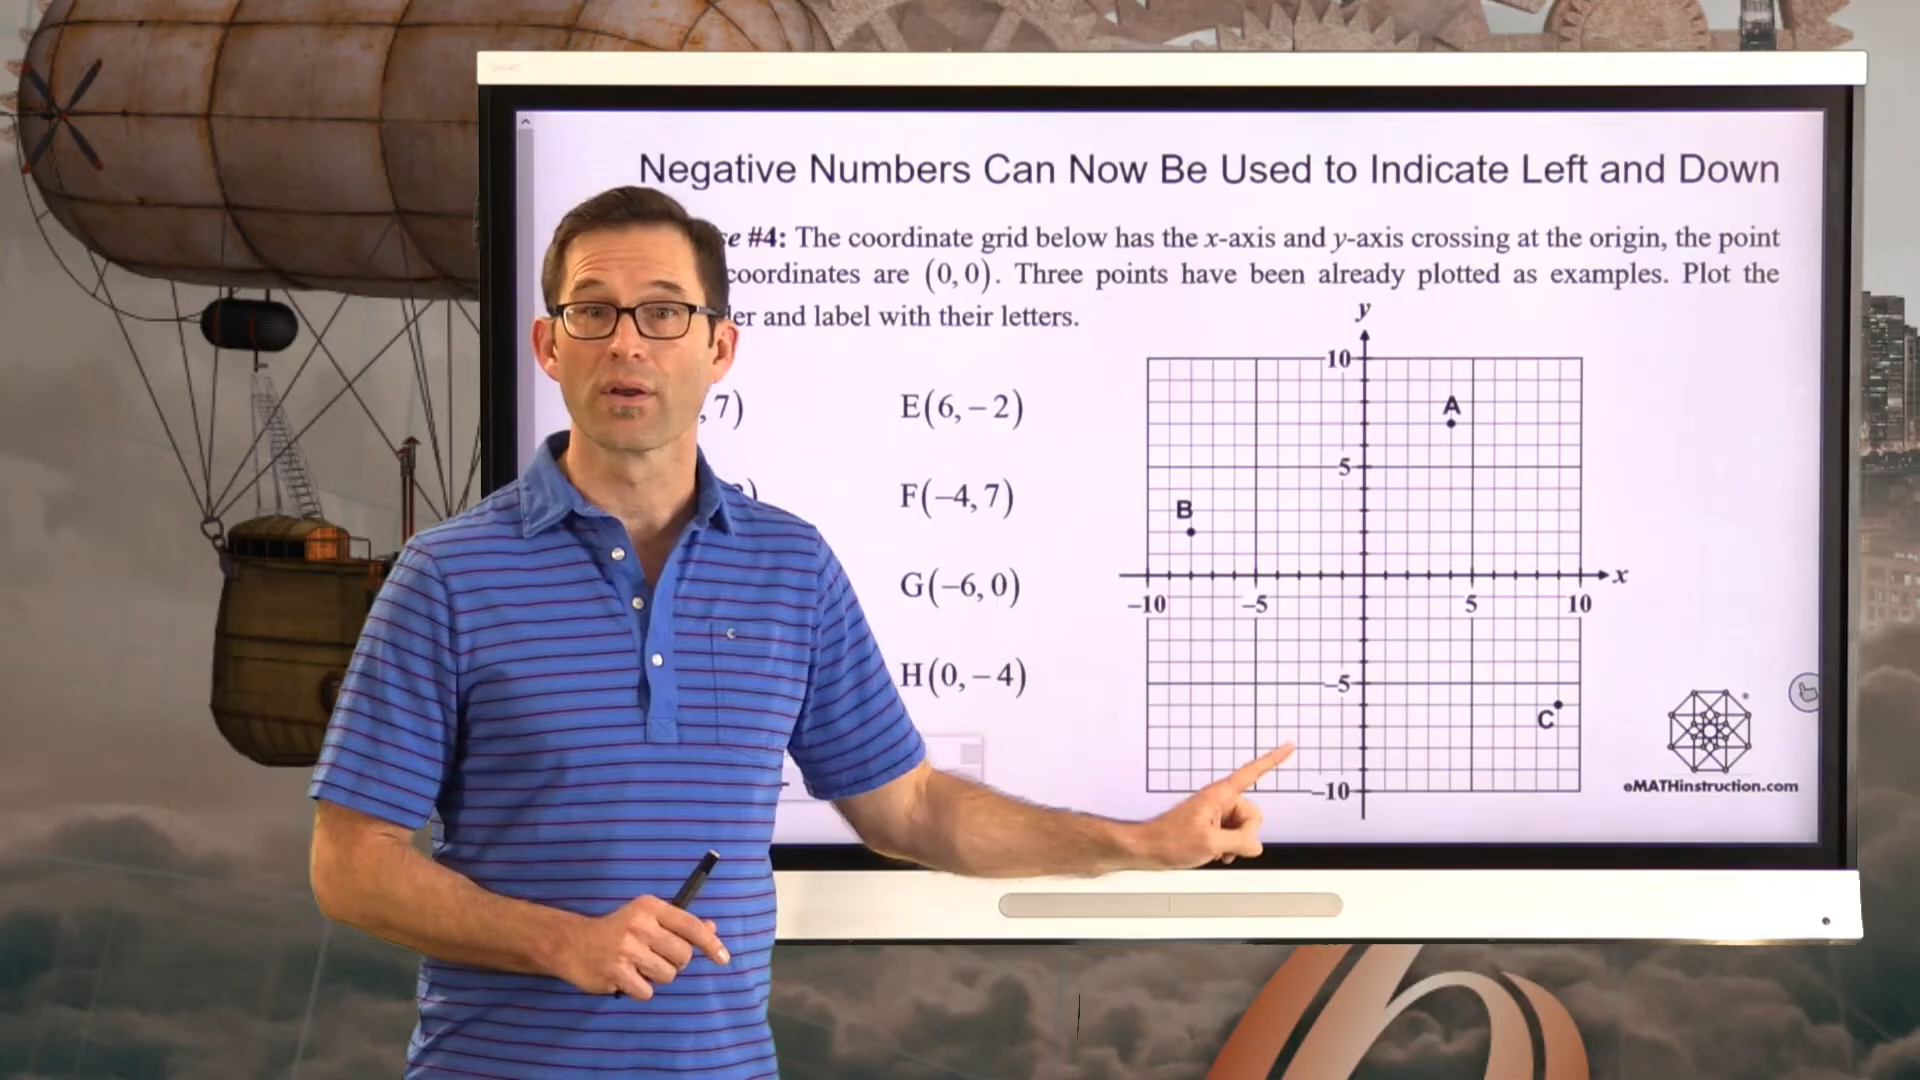 Negative Numbers Can Now Be Used to Indicate Left and Down
#4: The coordinate grid below has the x-axis and y-axis crossing at the origin, the point
coordinates are (0, 0). Three points have been already plotted as examples. Plot the
and label with their letters.
y
, 7)
E(6, – 2)
F(–4, 7)
G(–6, 0)
H(0, – 4)
10
A
5
B
x
–10
–5
5
10
–5
C
–10
eMATHinstruction.com